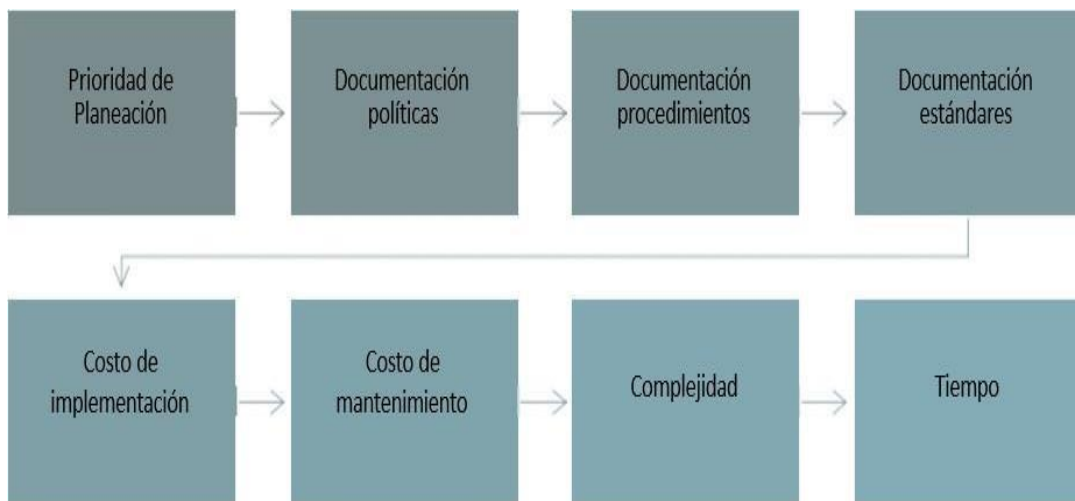 Prioridad de
Planeación
Documentación
políticas
Documentación
procedimientos
Documentación
estándares
Costo de
implementación
Costo de
mantenimiento
Complejidad
Tiempo